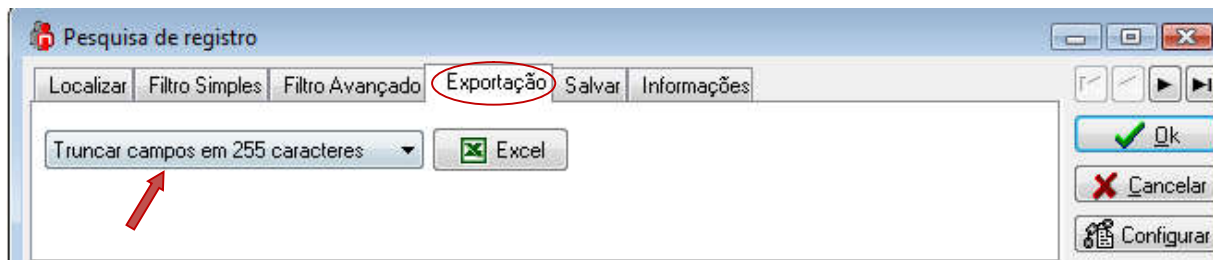 Pesquisa de registro
Localizar Filtro Simples Filtro Avançado Exportação Salvar Informações
Truncar campos em 255 caracteres Excel
Ok
Cancelar
Configurar